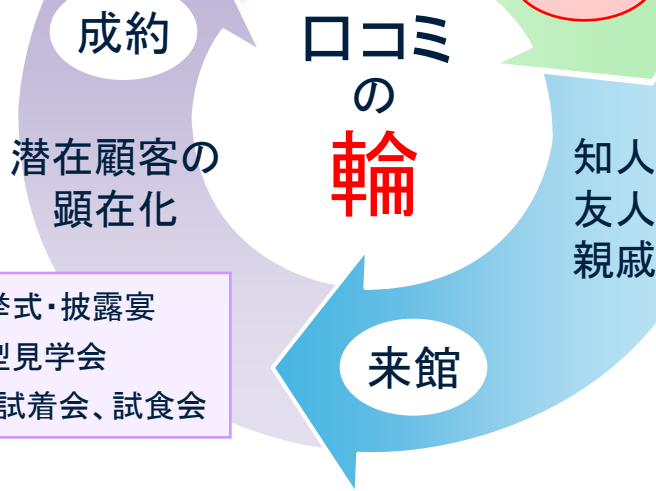 成約
口コミ
の
輪
潜在顧客の
顕在化
知人
友人
親戚
挙式・披露宴
型見学会
試着会、試食会
来館